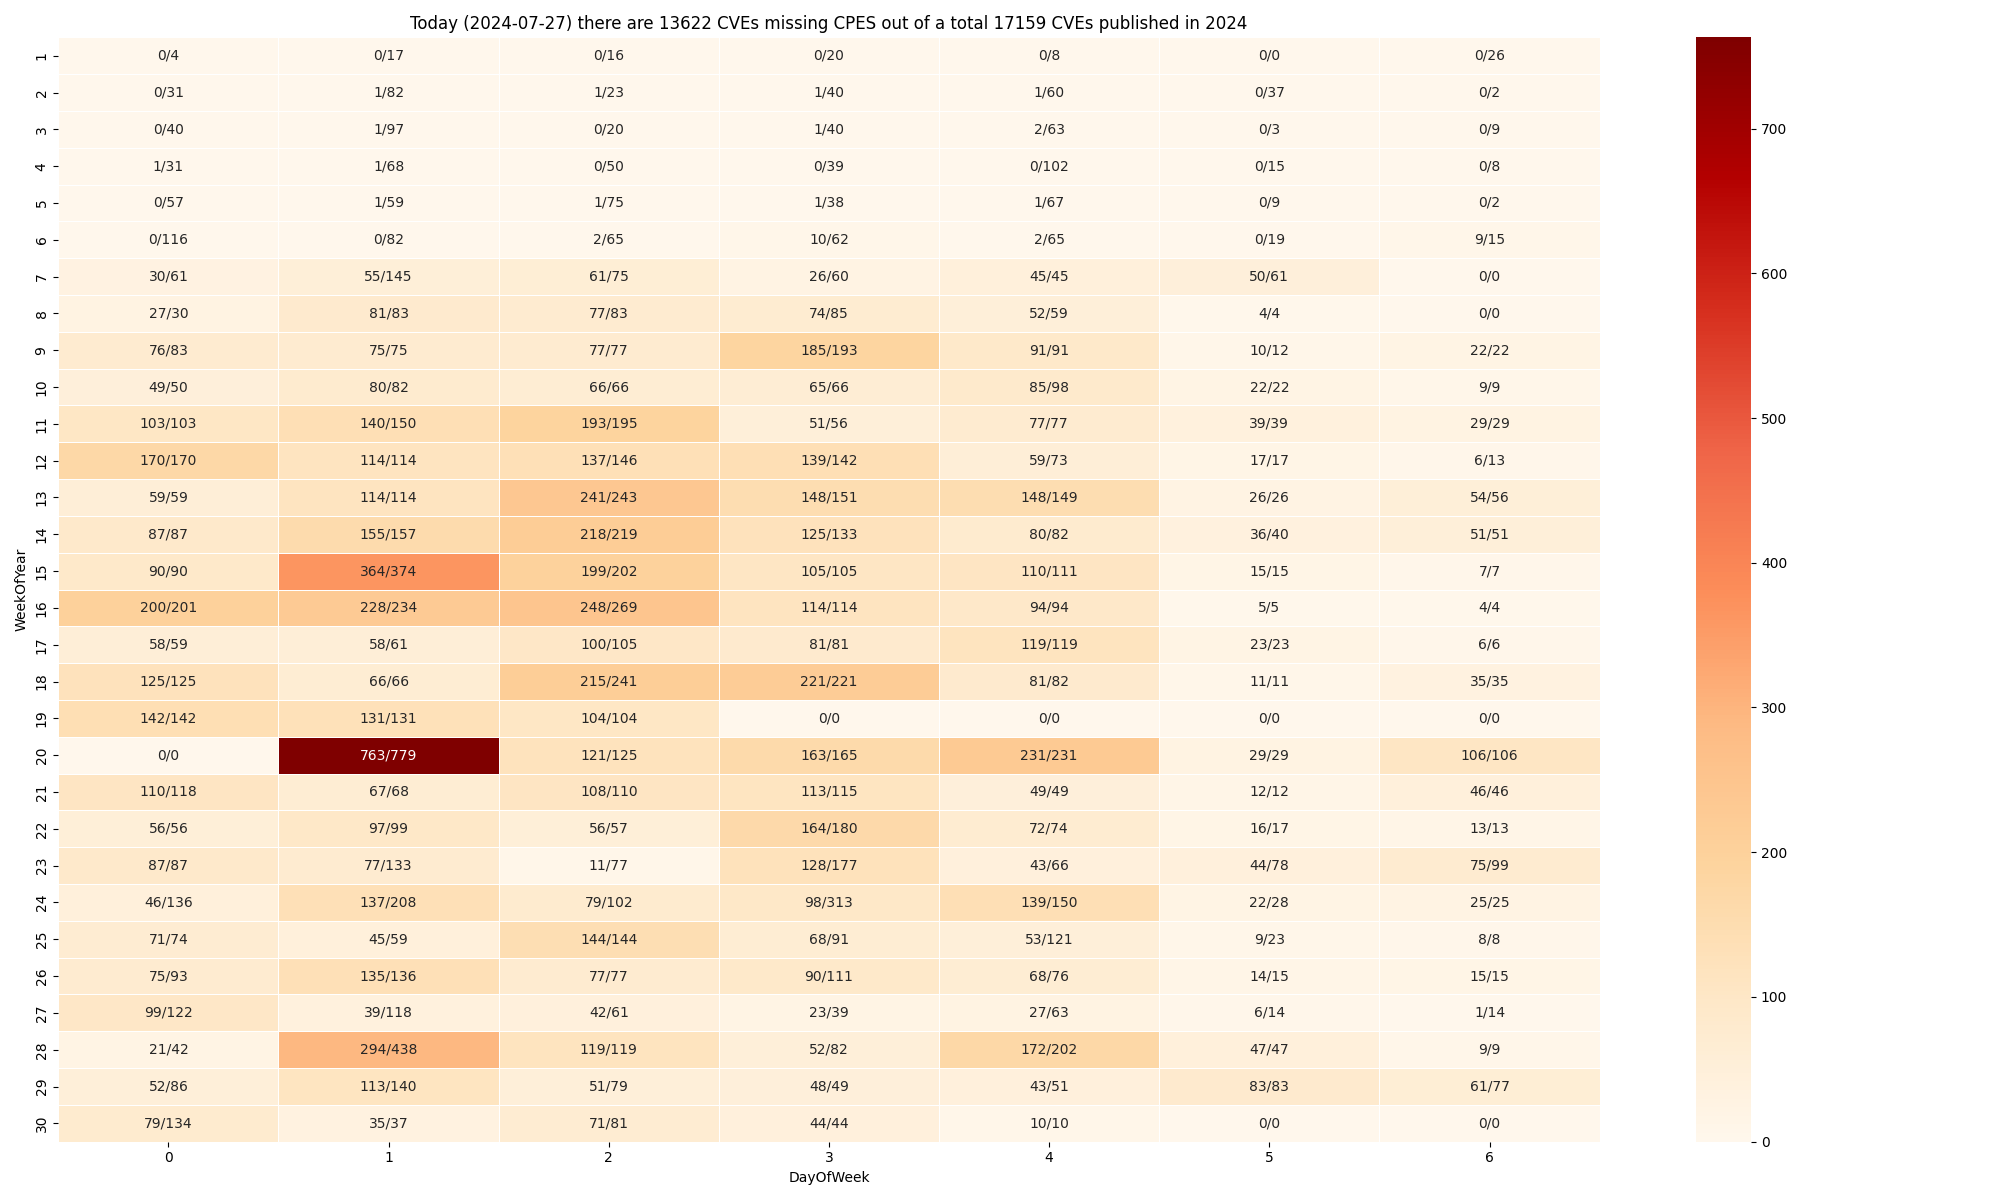 Today (2024-07-27) there are 13622 CVEs missing CPES out of a total 17159 CVEs published in 2024
1 0/4 0/17 0/16 0/20 0/8 0/0 0/26
2 0/31 1/82 1/23 1/40 1/60 0/37 0/2
3 0/40 1/97 0/20 1/40 2/63 0/3 0/9
700
4 1/31 1/68 0/50 0/39 0/102 0/15 0/8
5 0/57 1/59 1/75 1/38 1/67 0/9 0/2
6 0/116 0/82 2/65 10/62 2/65 0/19 9/15
7 30/61 55/145 61/75 26/60 45/45 50/61 0/0
600
8 27/30 81/83 77/83 74/85 52/59 4/4 0/0
9 76/83 75/75 77/77 185/193 91/91 10/12 22/22
10 49/50 80/82 66/66 65/66 85/98 22/22 9/9
11 103/103 140/150 193/195 51/56 77/77 39/39 29/29
500
12 170/170 114/114 137/146 139/142 59/73 17/17 6/13
13 59/59 114/114 241/243 148/151 148/149 26/26 54/56
14 87/87 155/157 218/219 125/133 80/82 36/40 51/51
400
15 90/90 364/374 199/202 105/105 110/111 15/15 7/7
WeekOfYear
16 200/201 228/234 248/269 114/114 94/94 5/5 4/4
17 58/59 58/61 100/105 81/81 119/119 23/23 6/6
18 125/125 66/66 215/241 221/221 81/82 11/11 35/35
300
19 142/142 131/131 104/104 0/0 0/0 0/0 0/0
20 0/0 763/779 121/125 163/165 231/231 29/29 106/106
21 110/118 67/68 108/110 113/115 49/49 12/12 46/46
22 56/56 97/99 56/57 164/180 72/74 16/17 13/13
200
23 87/87 77/133 11/77 128/177 43/66 44/78 75/99
24 46/136 137/208 79/102 98/313 139/150 22/28 25/25
25 71/74 45/59 144/144 68/91 53/121 9/23 8/8
26 75/93 135/136 77/77 90/111 68/76 14/15 15/15
100
27 99/122 39/118 42/61 23/39 27/63 6/14 1/14
28 21/42 294/438 119/119 52/82 172/202 47/47 9/9
29 52/86 113/140 51/79 48/49 43/51 83/83 61/77
30 79/134 35/37 71/81 44/44 10/10 0/0 0/0
0
0 1 2 3 4 5 6
DayOfWeek